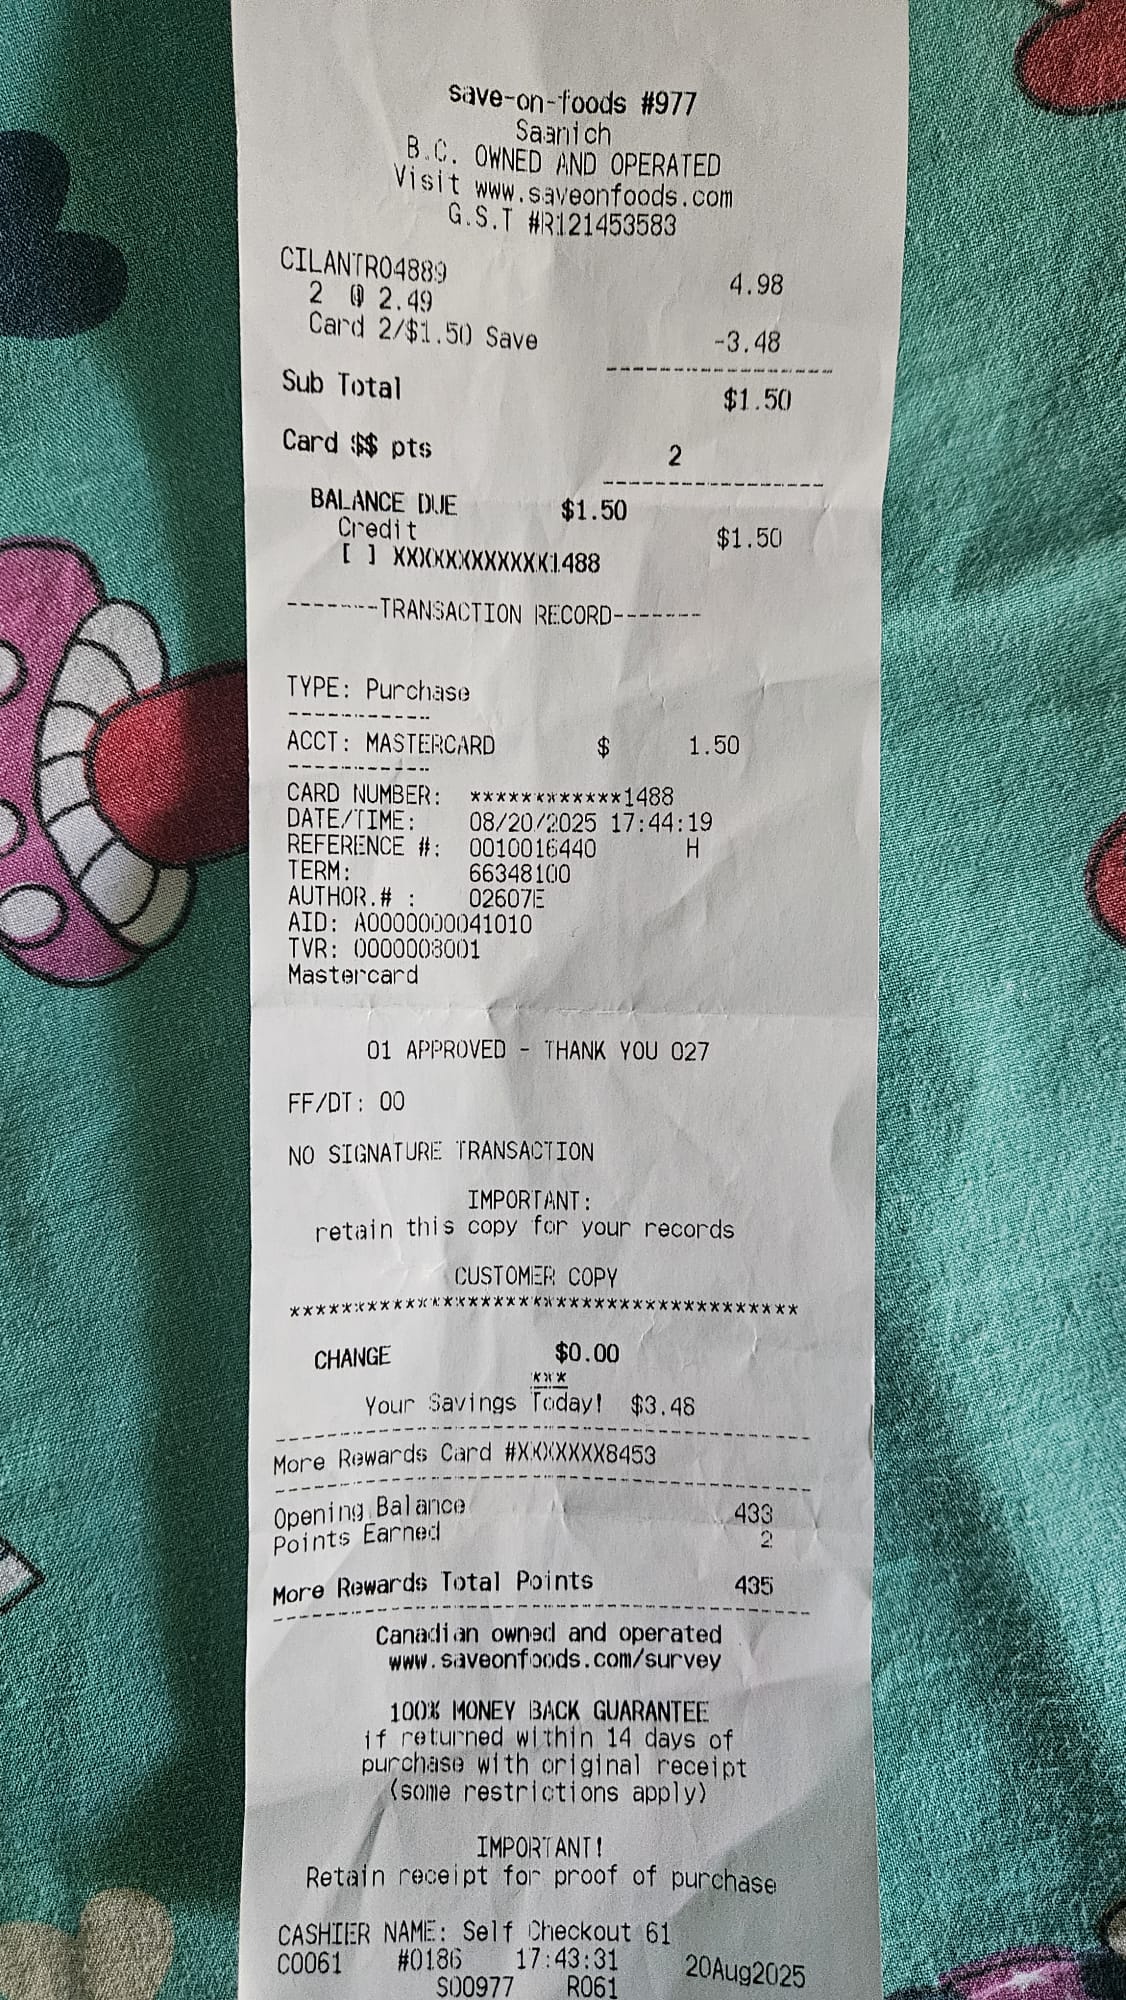 save-on-foods #977
Saanich
B.C. OWNED AND OPERATED
Visit www.saveonfoods.com
G.S.T #R121453583
CILANTRO4889 4.98
2 @ 2.49
Card 2/$1.50 Save -3.48
Sub Total $1.50
Card $$ pts 2
BALANCE DUE $1.50
Credit $1.50
[ ] XXXXXXXXXXXX1488
--------TRANSACTION RECORD-------
TYPE: Purchase
ACCT: MASTERCARD $ 1.50
CARD NUMBER: ************1488
DATE/TIME: 08/20/2025 17:44:19
REFERENCE #: 0010016440 H
TERM: 66348100
AUTHOR.# : 02607E
AID: A0000000041010
TVR: 0000008001
Mastercard
01 APPROVED - THANK YOU 027
FF/DT: 00
NO SIGNATURE TRANSACTION
IMPORTANT:
retain this copy for your records
CUSTOMER COPY
****************************************
CHANGE $0.00
***
Your Savings Today! $3.48
More Rewards Card #XXXXXXX8453
Opening Balance 433
Points Earned 2
More Rewards Total Points 435
Canadian owned and operated
www.saveonfoods.com/survey
100% MONEY BACK GUARANTEE
if returned within 14 days of
purchase with original receipt
(some restrictions apply)
IMPORTANT!
Retain receipt for proof of purchase
CASHIER NAME: Self Checkout 61
C0061 #0186 17:43:31 20Aug2025
S00977 R061